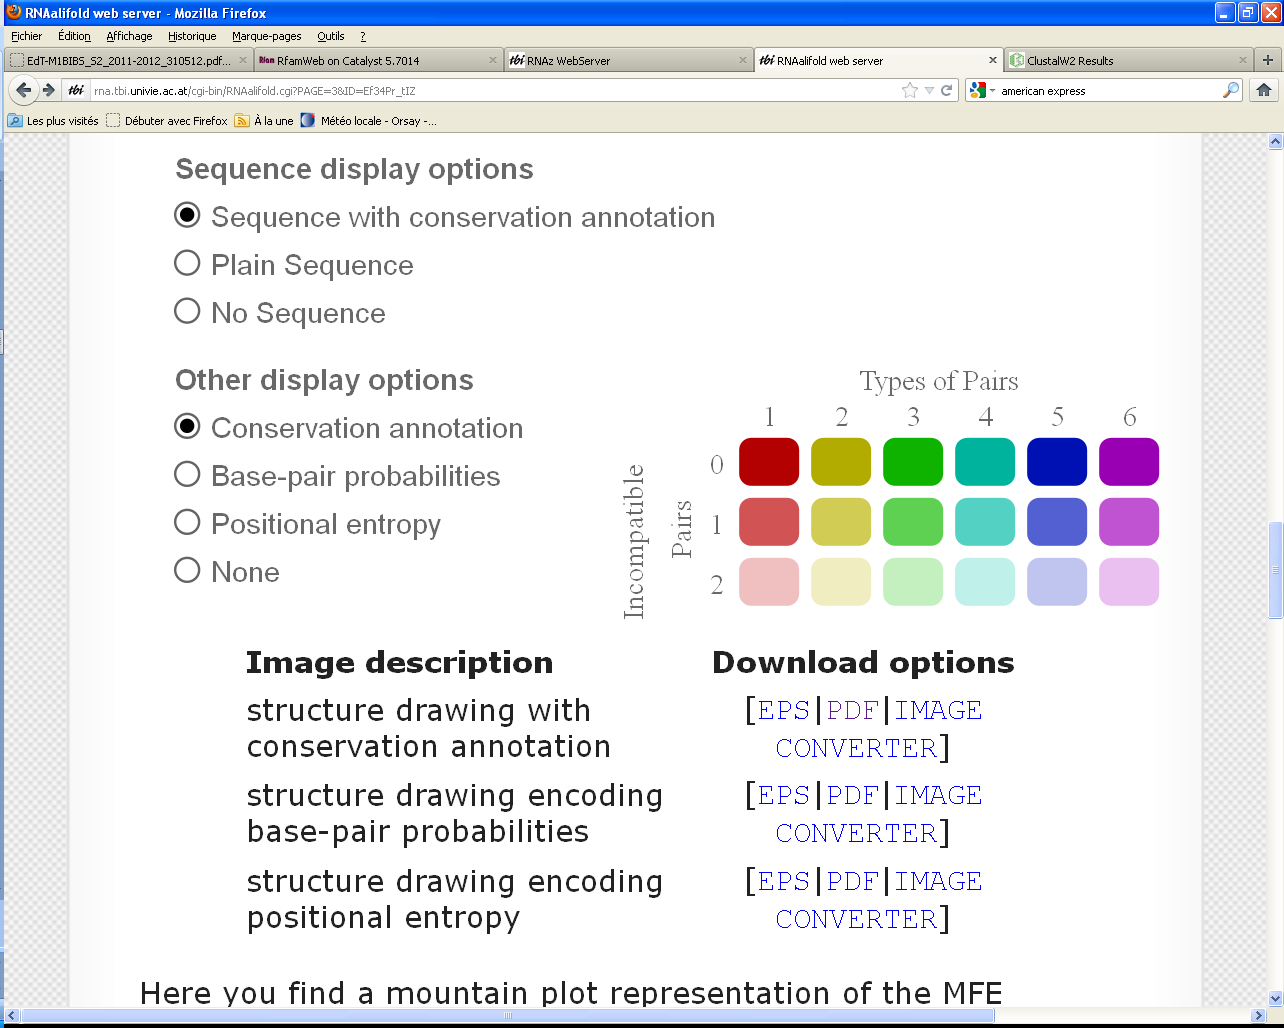 RNAalifold web server - Mozilla Firefox
Fichier Édition Affichage Historique Marque-pages Outils ?
EdT-M1BIBS_S2_2011-2012_310512.pdf... Rfam RfamWeb on Catalyst 5.7014 tbi RNAz WebServer tbi RNAalifold web server ClustalW2 Results
tbi rna.tbi.univie.ac.at/cgi-bin/RNAalifold.cgi?PAGE=3&ID=Ef34Pr_tIZ american express
Les plus visités Débuter avec Firefox À la une Météo locale - Orsay -...
Sequence display options
Sequence with conservation annotation
Plain Sequence
No Sequence
Other display options
Conservation annotation
Base-pair probabilities
Positional entropy
None
Types of Pairs
1 2 3 4 5 6
Incompatible
Pairs
0
1
2
Image description Download options
structure drawing with [EPS|PDF|IMAGE
conservation annotation CONVERTER]
structure drawing encoding [EPS|PDF|IMAGE
base-pair probabilities CONVERTER]
structure drawing encoding [EPS|PDF|IMAGE
positional entropy CONVERTER]
Here you find a mountain plot representation of the MFE